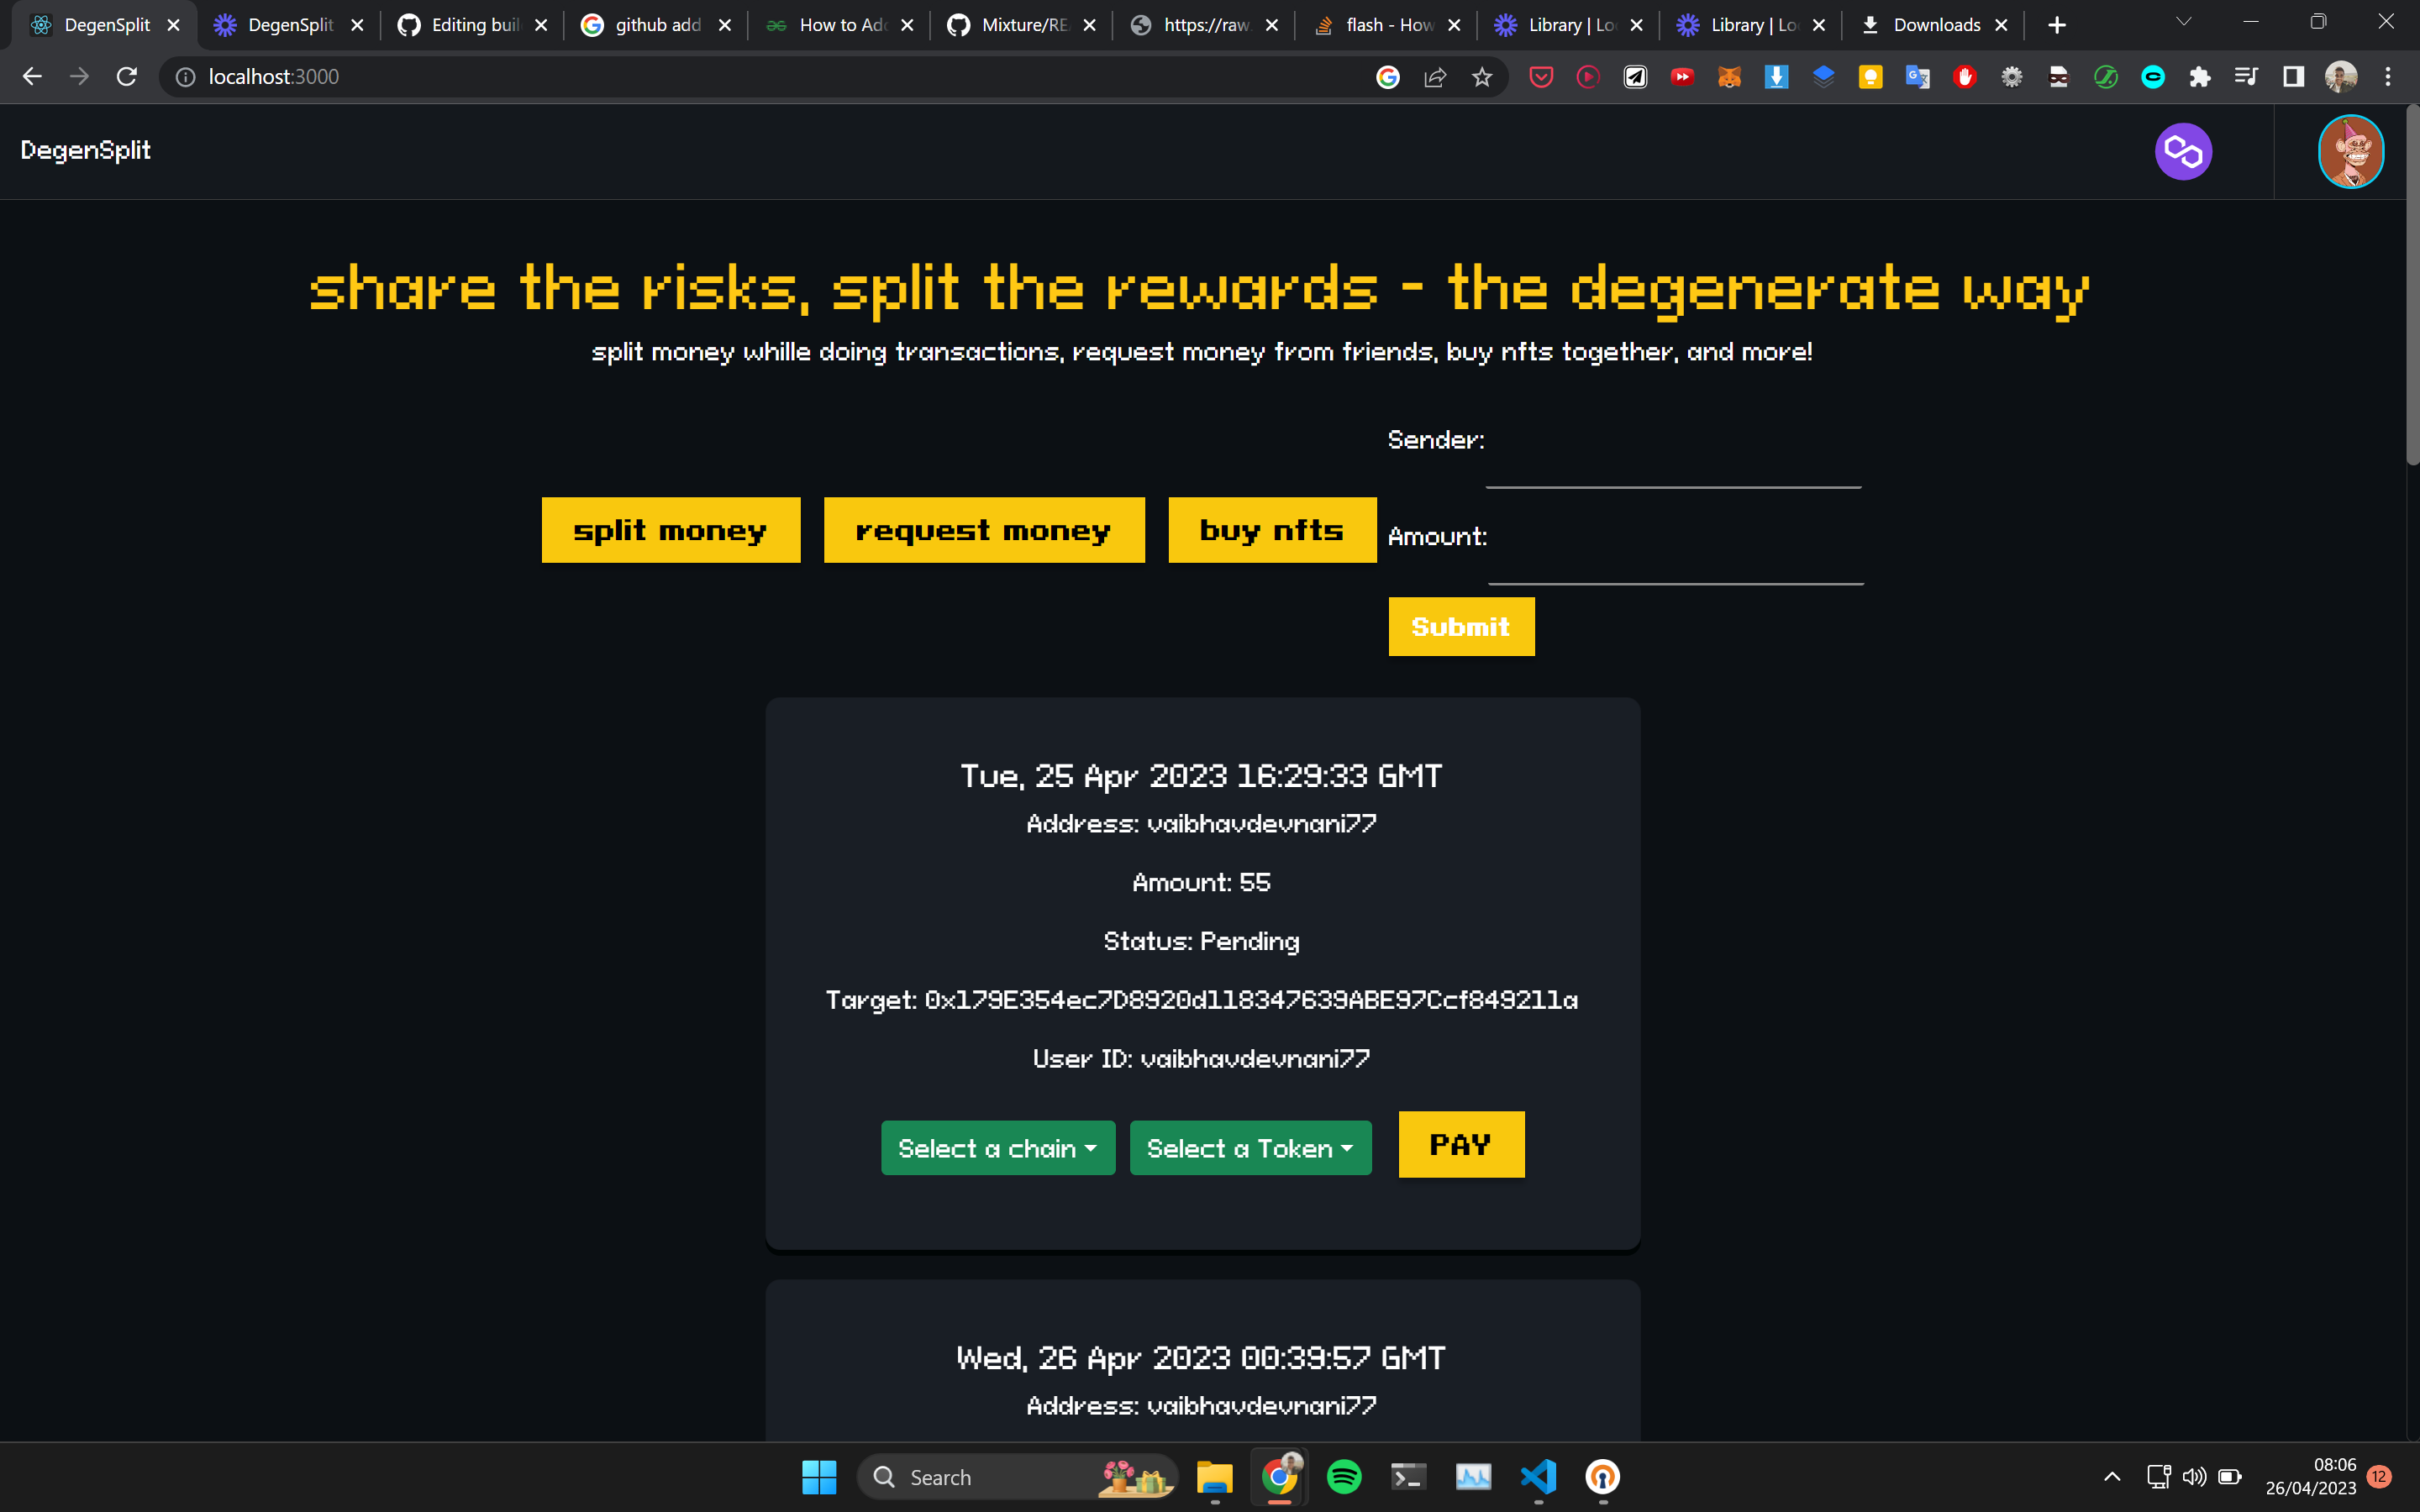 DegenSplit
DegenSplit
Editing buil
github add
How to Add
Mixture/RE
https://raw.
flash - How
Library | Lo
Library | Lo
Downloads
localhost:3000
DegenSplit
share the risks, split the rewards - the degenerate way
split money whille doing transactions, request money from friends, buy nfts together, and more!
Sender:
split money
request money
buy nfts
Amount:
Submit
Tue, 25 Apr 2023 16:29:33 GMT
Address: vaibhavdevnani77
Amount: 55
Status: Pending
Target: 0x179E354ec7D8920d118347639ABE97Ccf849211a
User ID: vaibhavdevnani77
Select a chain
Select a Token
PAY
Wed, 26 Apr 2023 00:39:57 GMT
Address: vaibhavdevnani77
Search
08:06
26/04/2023
12